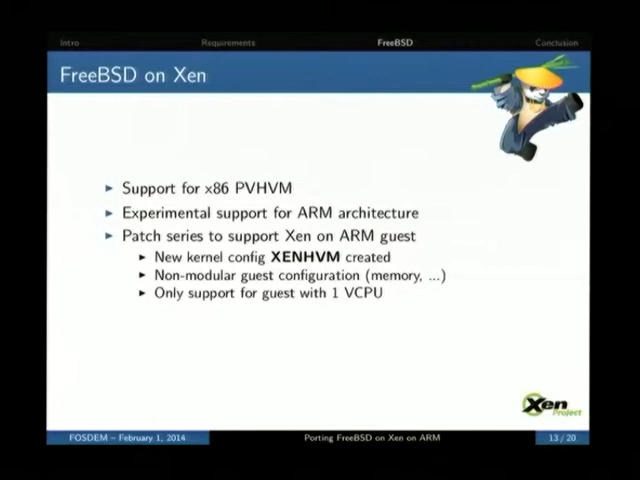 Intro Requirements FreeBSD Conclusion
FreeBSD on Xen
Support for x86 PVHVM
Experimental support for ARM architecture
Patch series to support Xen on ARM guest
New kernel config XENHVM created
Non-modular guest configuration (memory, ...)
Only support for guest with 1 VCPU
Xen
Project
FOSDEM – February 1, 2014 Porting FreeBSD on Xen on ARM 13 / 20